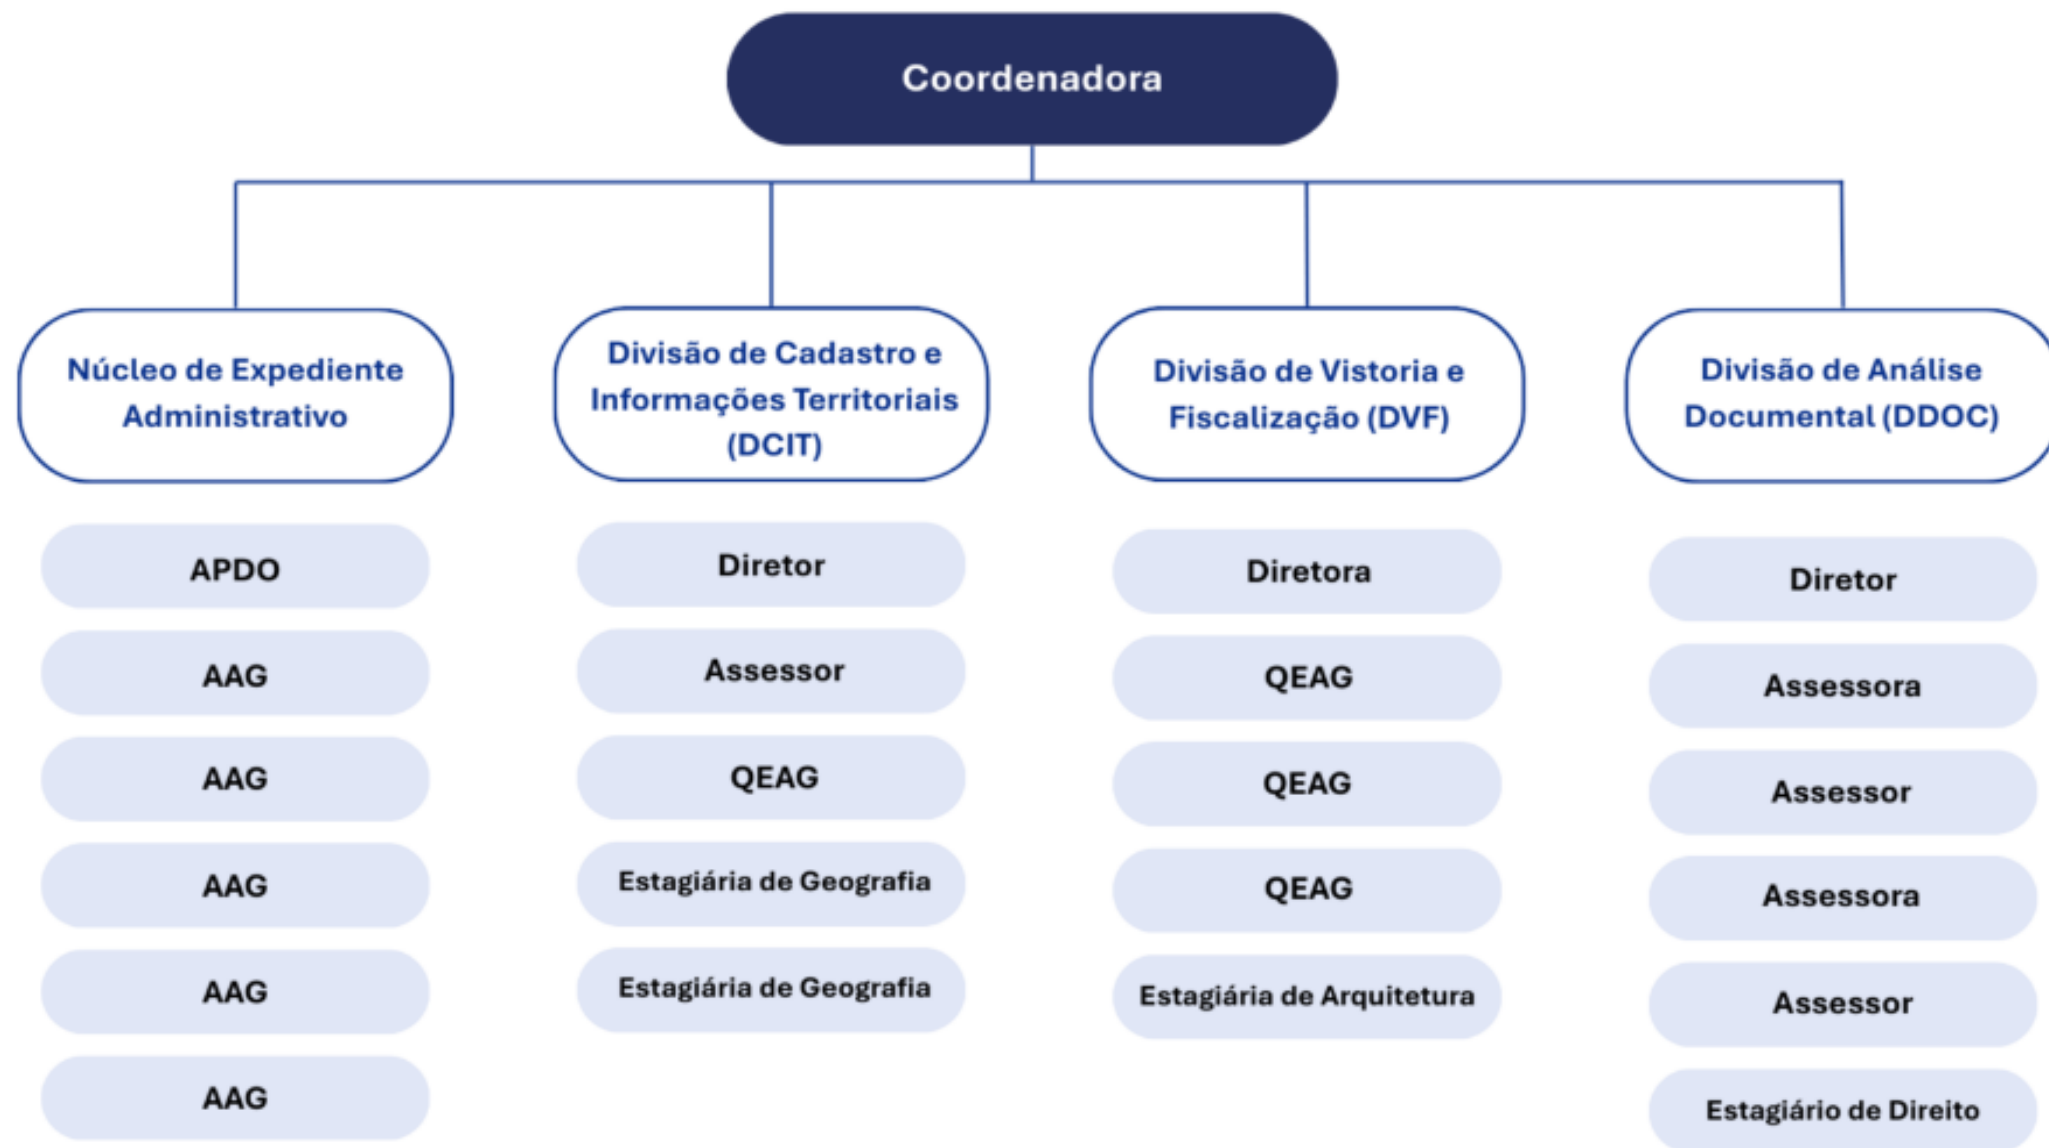 Coordenadora
Núcleo de Expediente
Administrativo
APDO
AAG
AAG
AAG
AAG
AAG
Divisão de Cadastro e
Informações Territoriais
(DCIT)
Diretor
Assessor
QEAG
Estagiária de Geografia
Estagiária de Geografia
Divisão de Vistoria e
Fiscalização (DVF)
Diretora
QEAG
QEAG
QEAG
Estagiária de Arquitetura
Divisão de Análise
Documental (DDOC)
Diretor
Assessora
Assessor
Assessora
Assessor
Estagiário de Direito